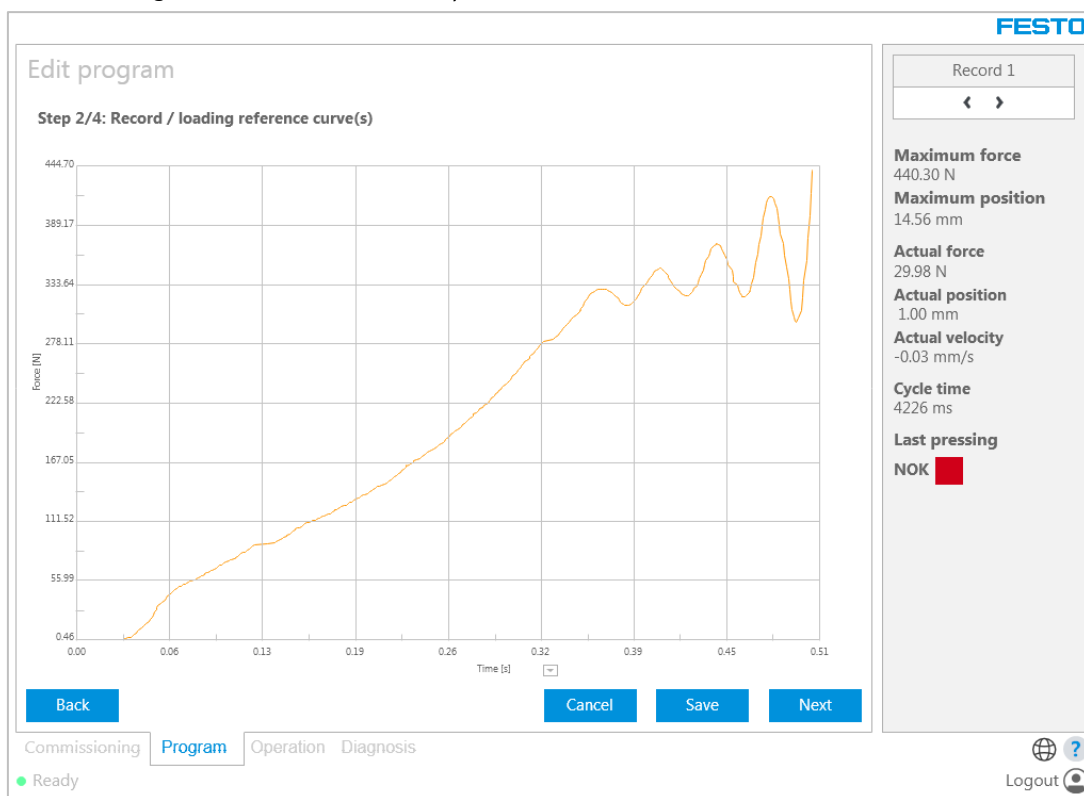 FESTO
Edit program
Step 2/4: Record / loading reference curve(s)
444.70
389.17
333.64
278.11
222.58
167.05
111.52
55.99
0.46
Force [N]
0.00 0.06 0.13 0.19 0.26 0.32 0.39 0.45 0.51
Time [s]
Back Cancel Save Next
Record 1
Maximum force
440.30 N
Maximum position
14.56 mm
Actual force
29.98 N
Actual position
1.00 mm
Actual velocity
-0.03 mm/s
Cycle time
4226 ms
Last pressing
NOK
Commissioning Program Operation Diagnosis
?
Ready
Logout